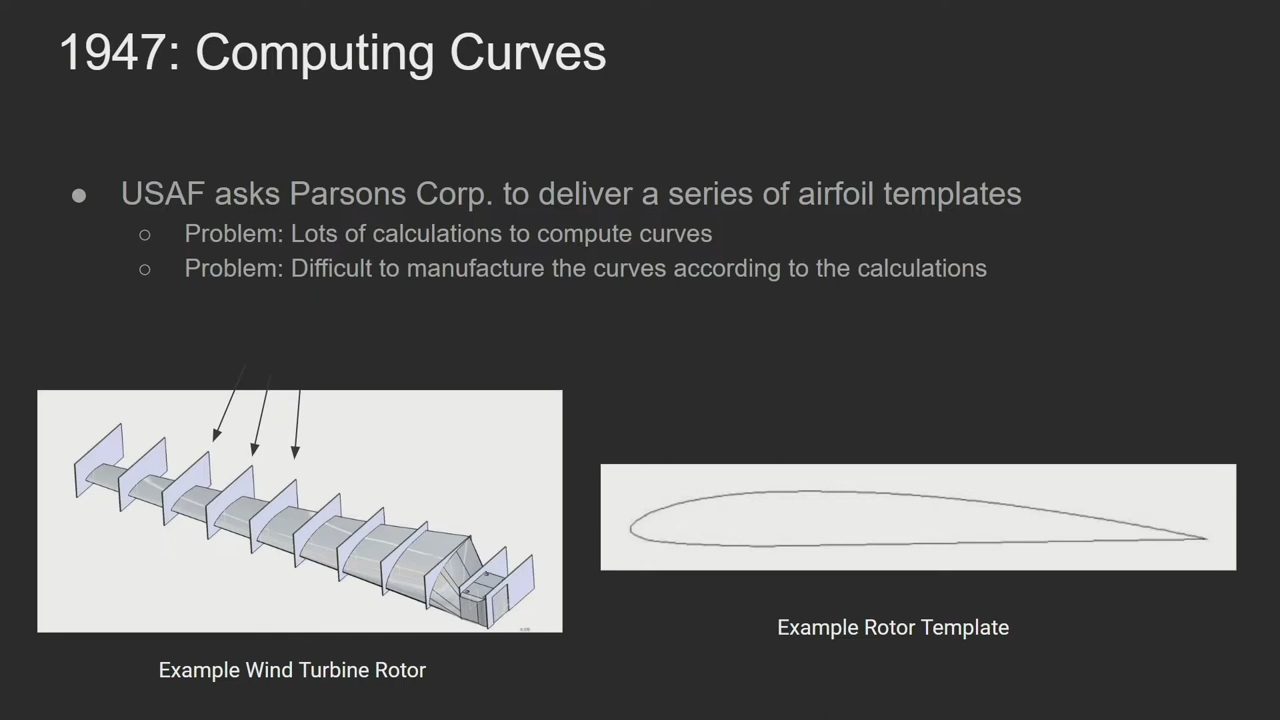 1947: Computing Curves
● USAF asks Parsons Corp. to deliver a series of airfoil templates
○ Problem: Lots of calculations to compute curves
○ Problem: Difficult to manufacture the curves according to the calculations
Example Rotor Template
Example Wind Turbine Rotor